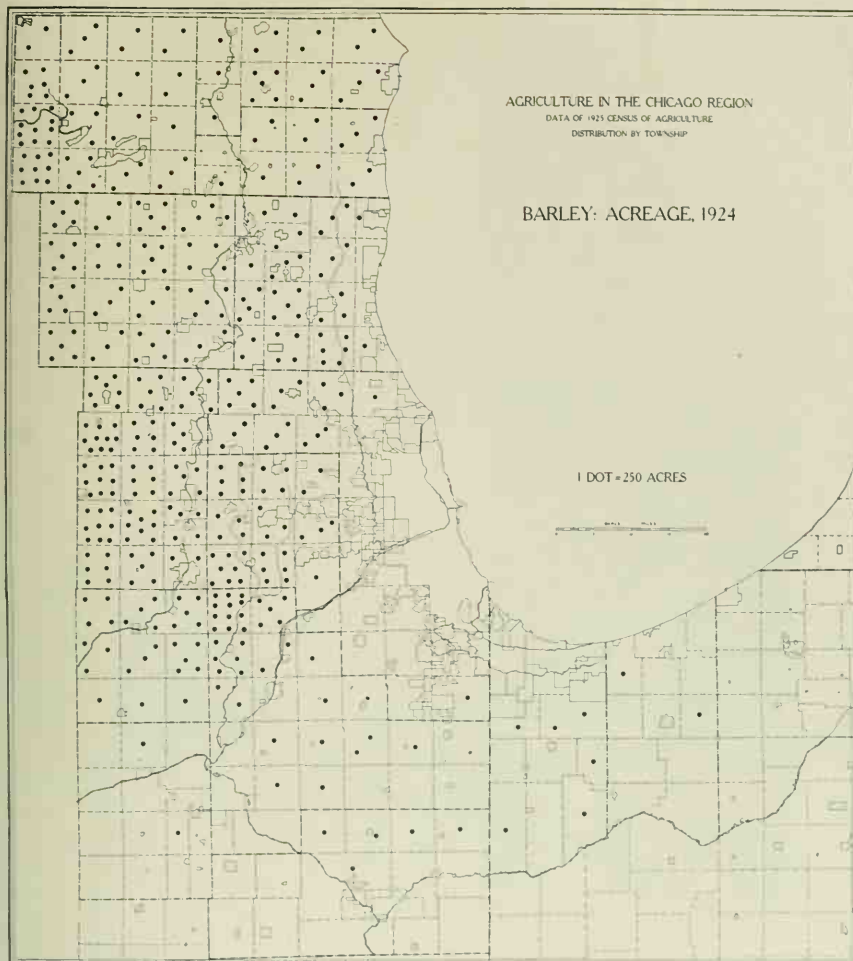 AGRICULTURE IN THE CHICAGO REGION
DATA OF 1925 CENSUS OF AGRICULTURE
DISTRIBUTION BY TOWNSHIP
BARLEY: ACREAGE, 1924
1 DOT = 250 ACRES